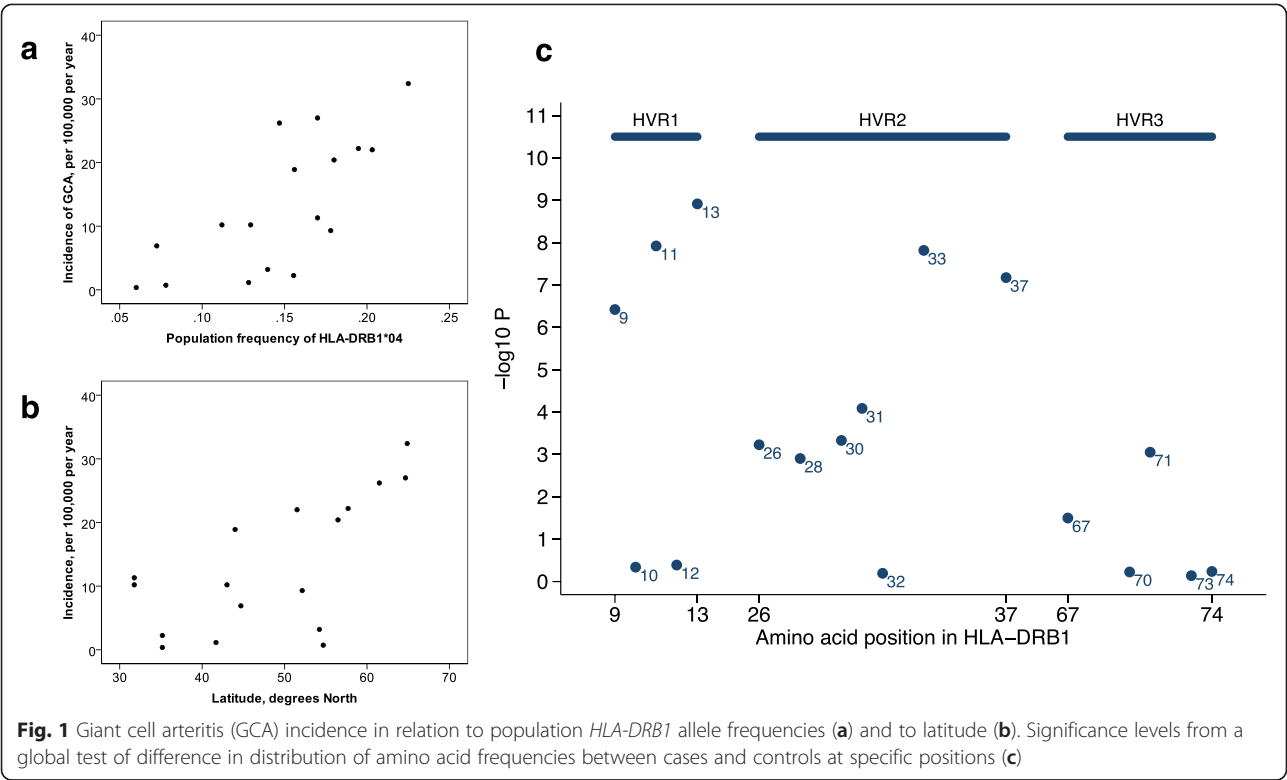 a
40
30
20
10
0
Incidence of GCA, per 100,000 per year
.05 .10 .15 .20 .25
Population frequency of HLA-DRB1*04
b
40
30
20
10
0
Incidence, per 100,000 per year
30 40 50 60 70
Latitude, degrees North
c
HVR1 HVR2 HVR3
11
10
9
8
7
6
5
4
3
2
1
0
−log10 P
9 10 11 12 13 26 28 30 31 32 33 37 67 70 71 73 74
9 13 26 37 67 74
Amino acid position in HLA−DRB1
Fig. 1 Giant cell arteritis (GCA) incidence in relation to population HLA-DRB1 allele frequencies (a) and to latitude (b). Significance levels from a
global test of difference in distribution of amino acid frequencies between cases and controls at specific positions (c)